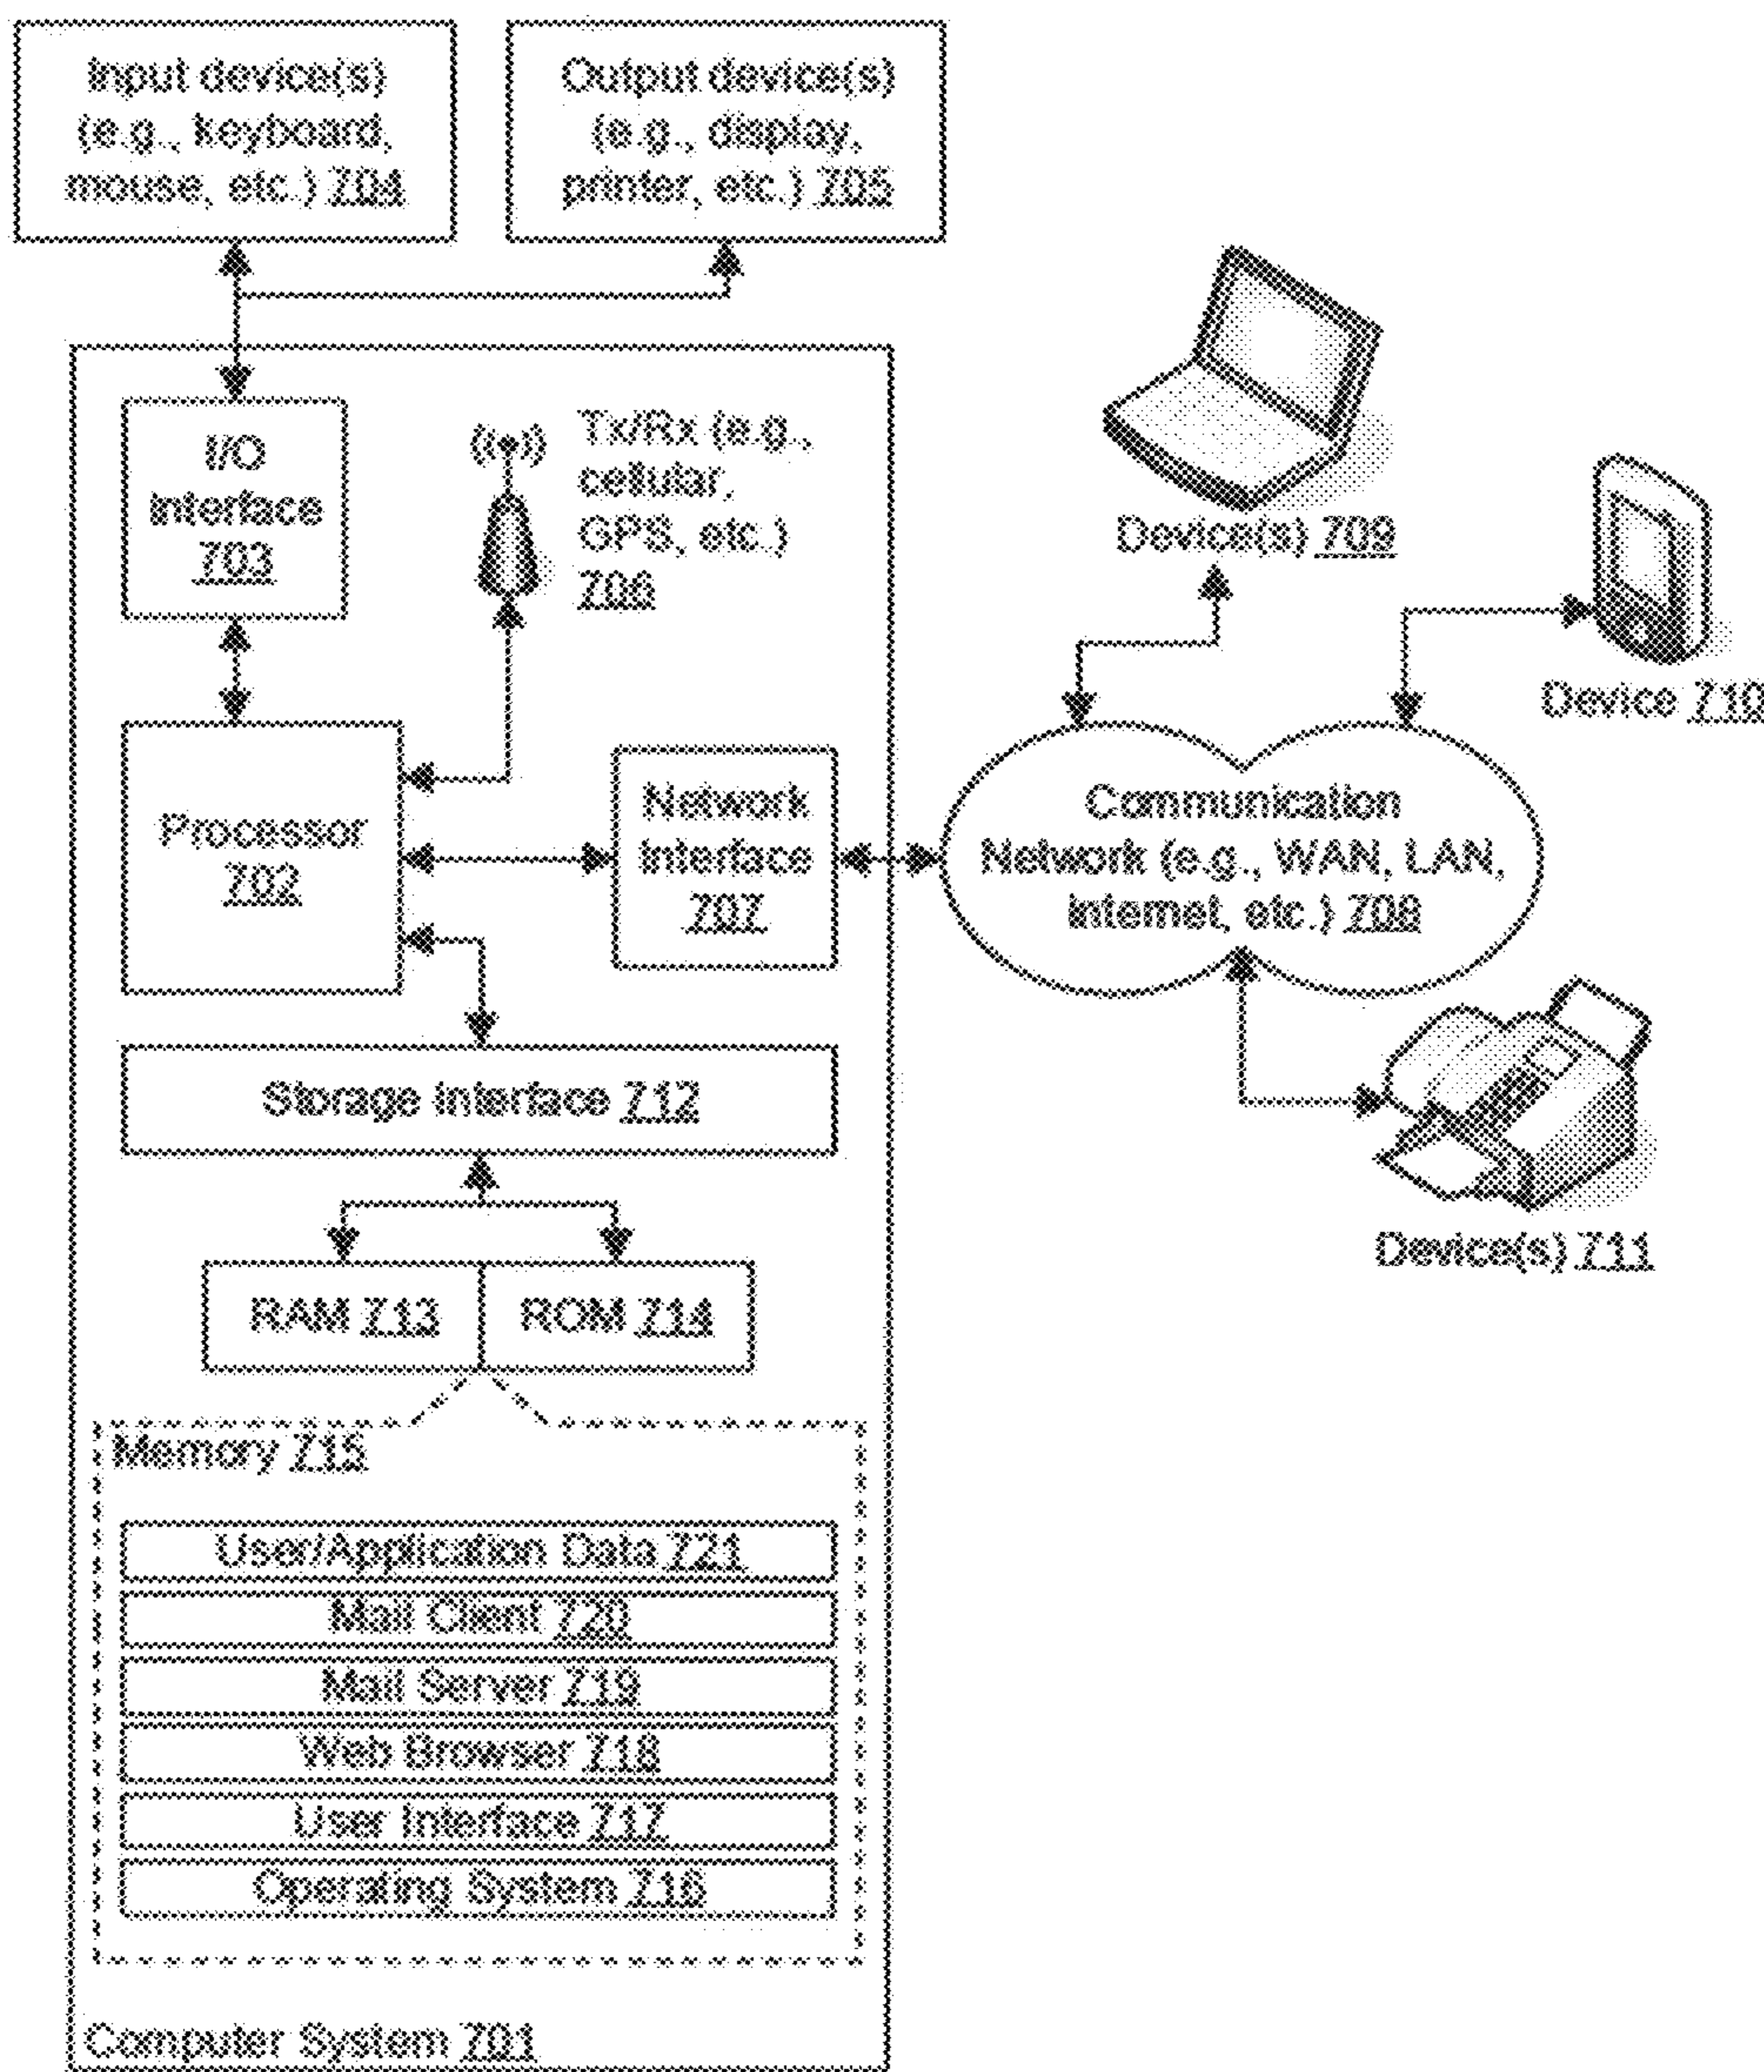 Input device(s)
(e.g., keyboard,
mouse, etc.) 704
Output device(s)
(e.g., display,
printer, etc.) 705
I/O
Interface
703
Tx/Rx (e.g.,
cellular,
GPS, etc.)
706
Device(s) 709
Device 710
Processor
702
Network
Interface
707
Communication
Network (e.g., WAN, LAN,
Internet, etc.) 708
Storage Interface 712
Device(s) 711
RAM 713
ROM 714
Memory 715
User/Application Data 721
Mail Client 720
Mail Server 719
Web Browser 718
User Interface 717
Operating System 716
Computer System 701